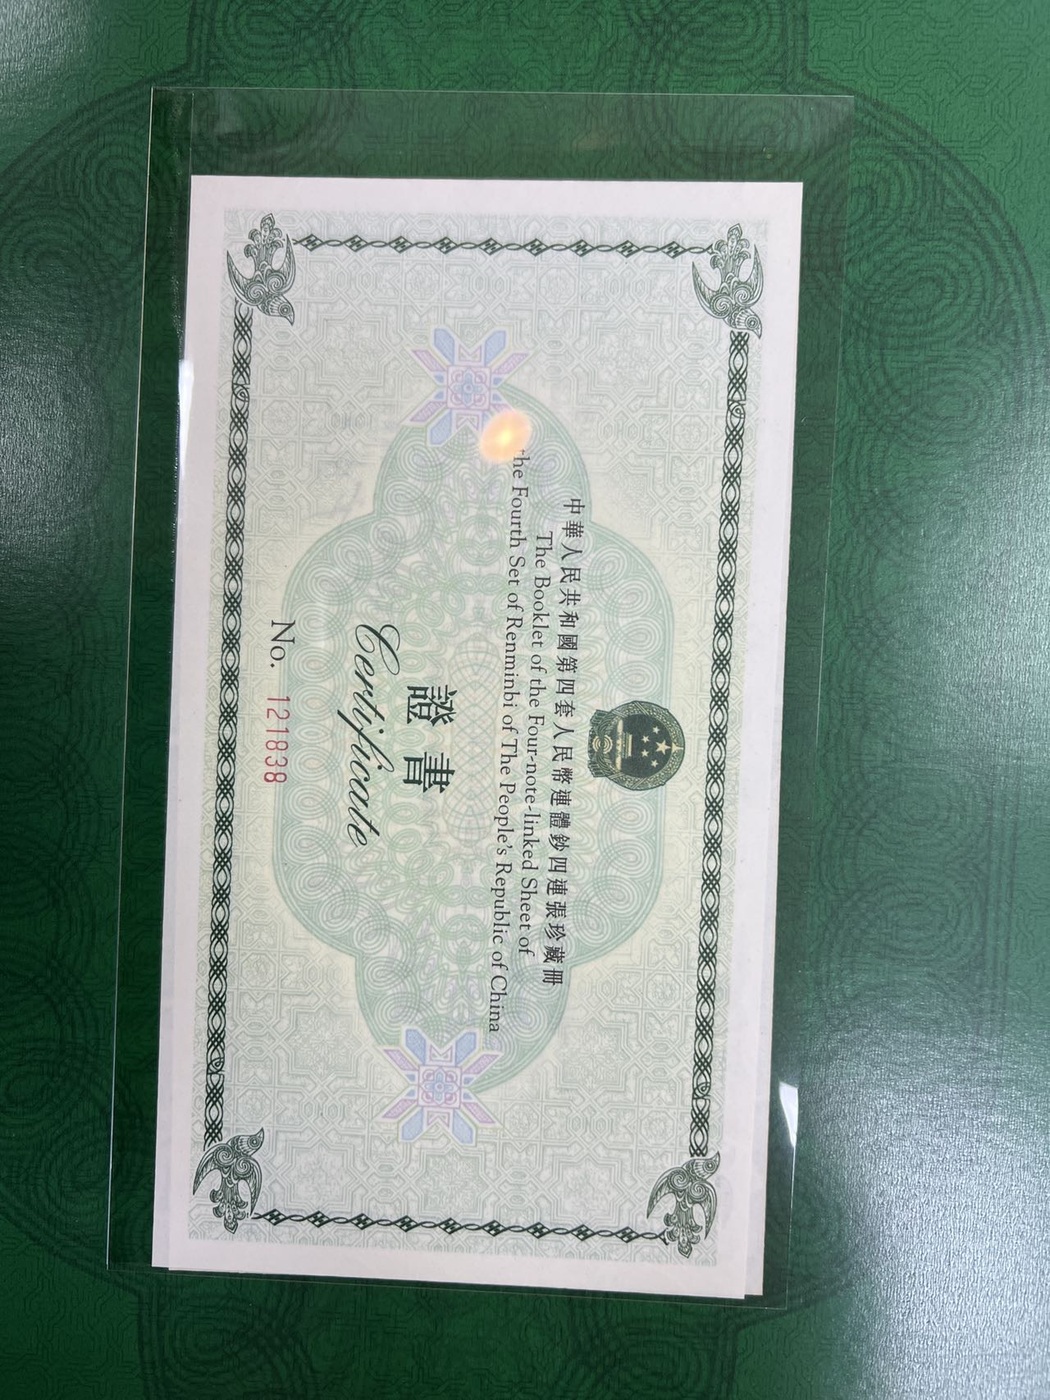 中華人民共和國第四套人民幣連體鈔四連張珍藏冊
The Booklet of the Four-note-linked Sheet of
he Fourth Set of Renminbi of The People's Republic of China
證書
Certificate
No. 121838